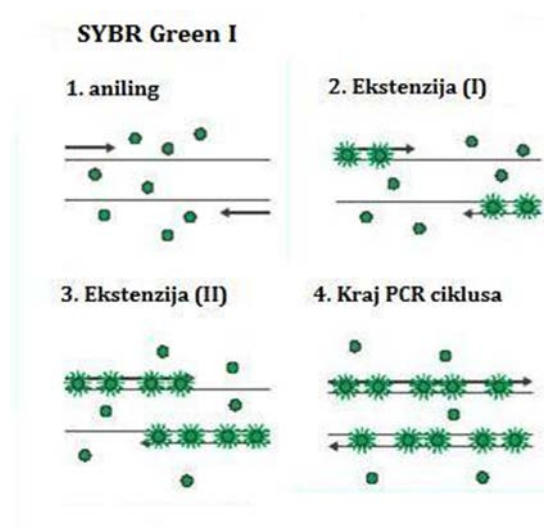 SYBR Green I
1. aniling
2. Ekstenzija (I)
3. Ekstenzija (II)
4. Kraj PCR ciklusa